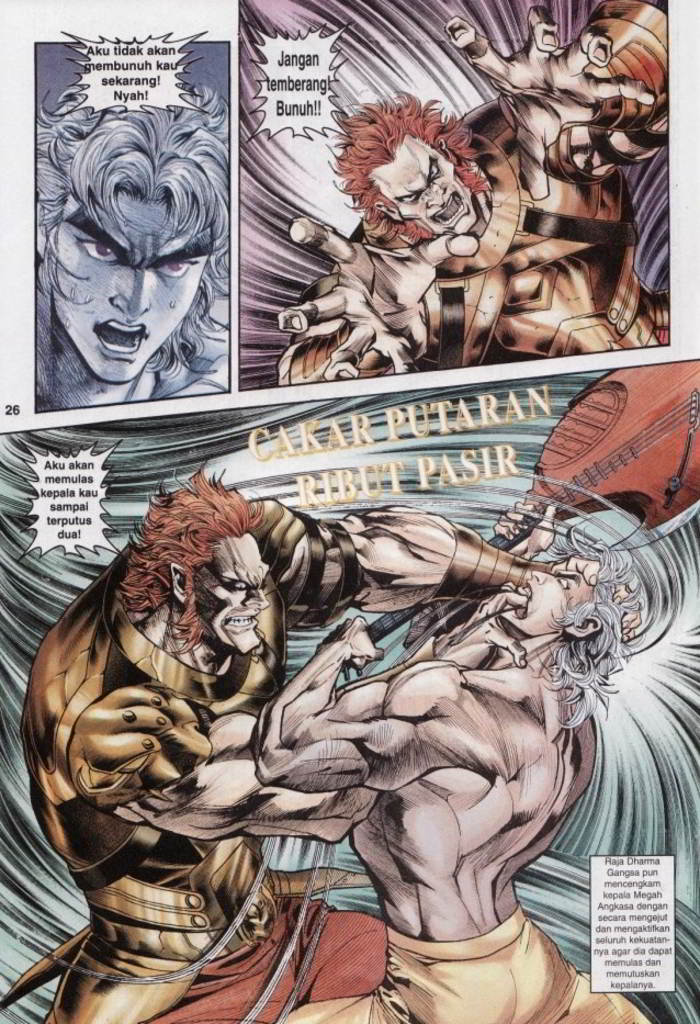 Aku tidak akan
membunuh kau
sekarang!
Nyah!
Jangan
temberang!
Bunuh!!
26
CAKAR PUTARAN
RIBUT PASIR
Aku akan
memulas
kepala kau
sampai
terputus
dua!
Raja Dharma
Gangsa pun
mencengkam
kepala Megah
Angkasa dengan
secara mengejut
dan mengaktifkan
seluruh kekuatan-
nya agar dia dapat
memulas dan
memutuskan
kepalanya.